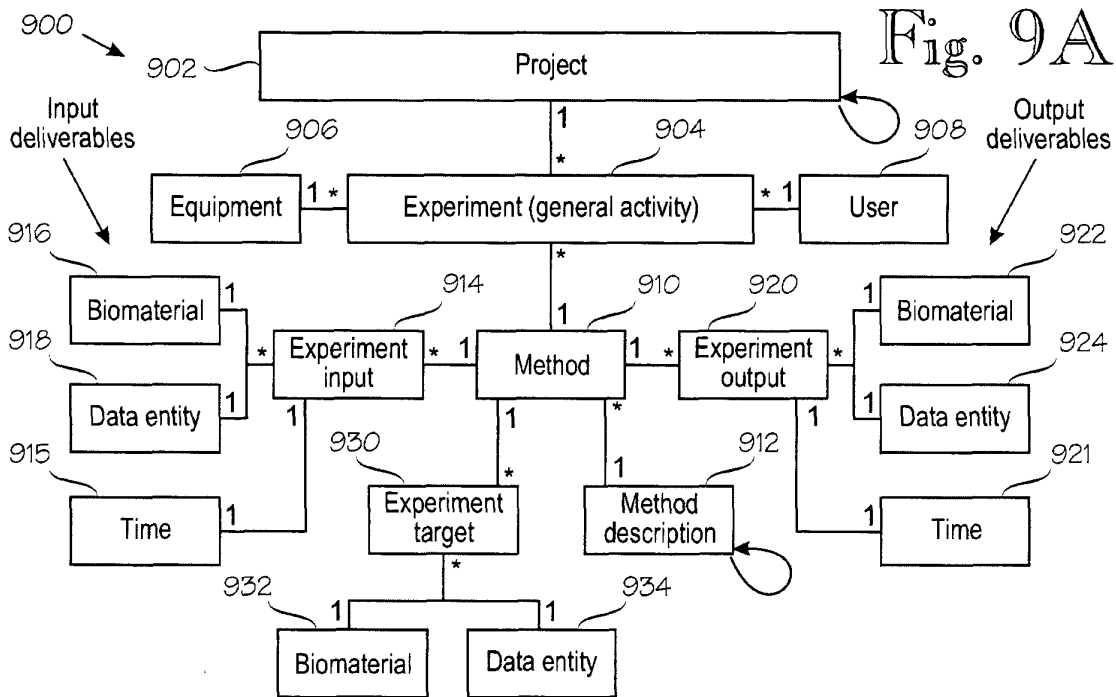 900
Fig. 9A
902
Project
Input
deliverables
Output
deliverables
1
*
906
904
908
Equipment
1
*
Experiment (general activity)
*
1
User
916
*
922
Biomaterial
1
914
910
920
1
Biomaterial
918
1
924
*
Experiment
input
*
1
Method
1
*
Experiment
output
*
Data entity
1
1
1
*
1
1
Data entity
915
930
912
921
*
1
Time
1
Experiment
target
Method
description
1
Time
*
932
934
1
1
Biomaterial
Data entity